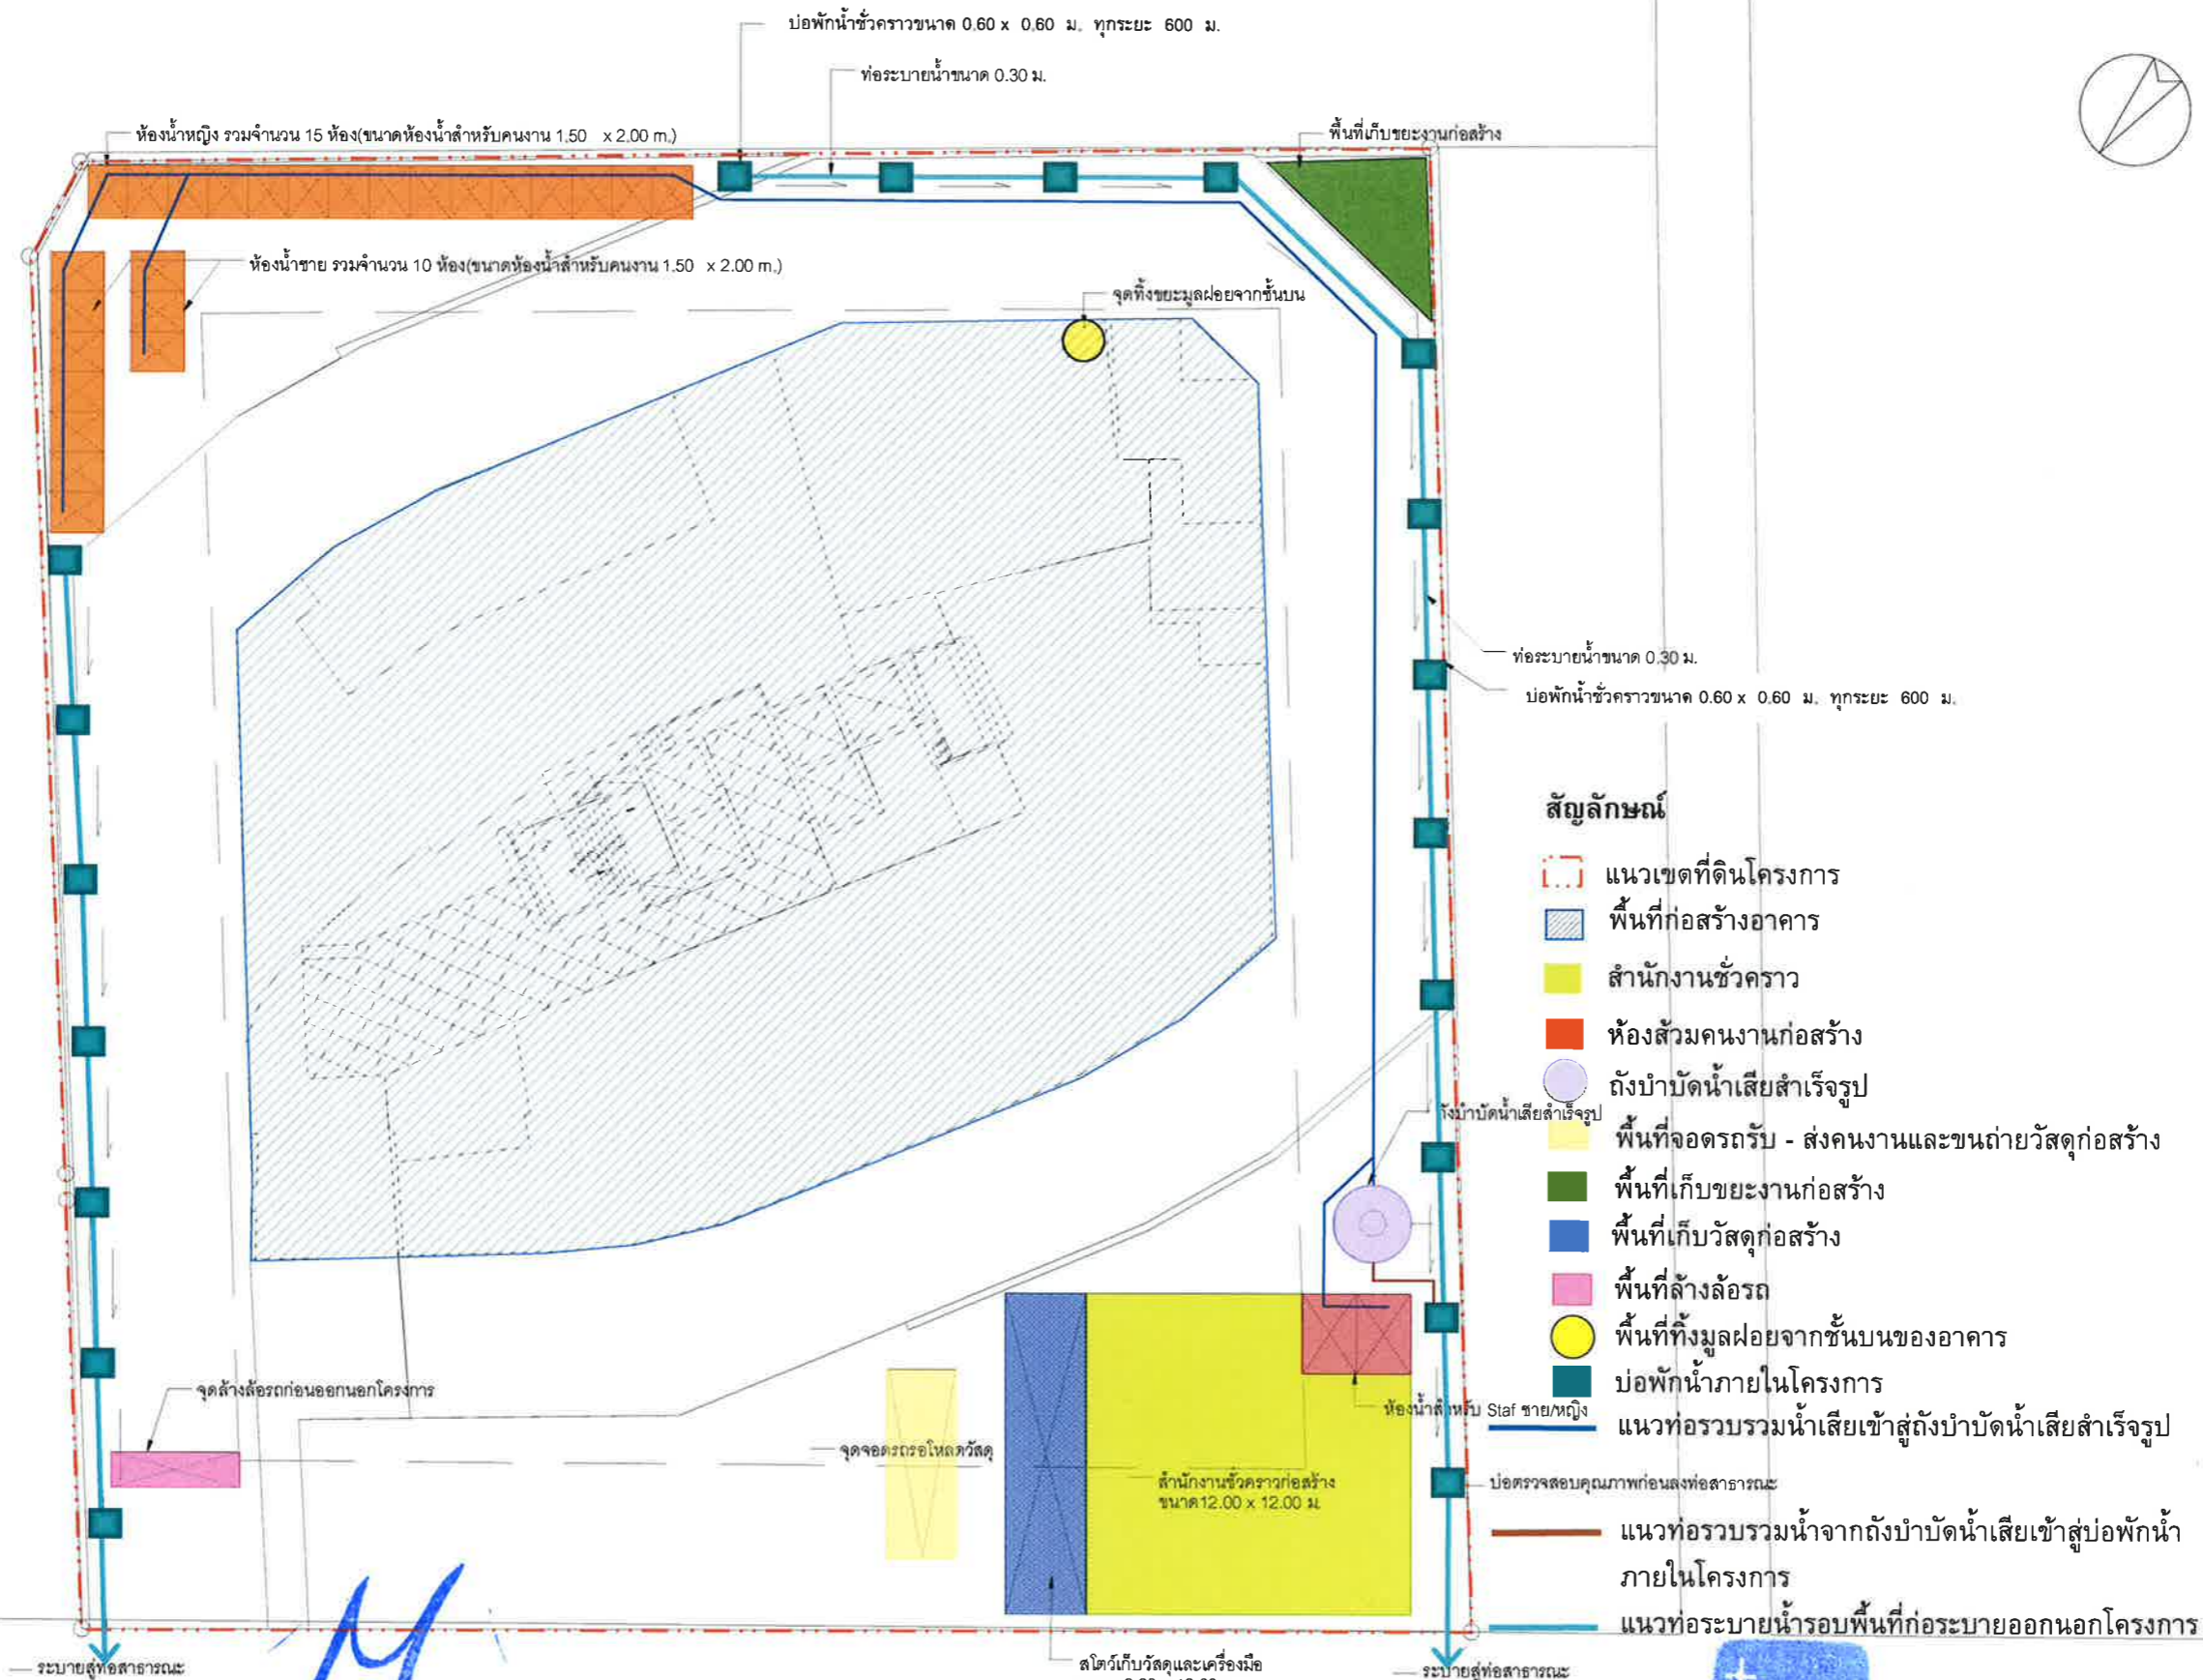 บ่อพักน้ำชั่วคราวขนาด 0.60 x 0.60 ม. ทุกระยะ 600 ม.
ท่อระบายน้ำขนาด 0.30 ม.
ห้องน้ำหญิง รวมจำนวน 15 ห้อง(ขนาดห้องน้ำสำหรับคนงาน 1.50 x 2.00 m.)
พื้นที่เก็บขยะงานก่อสร้าง
ห้องน้ำชาย รวมจำนวน 10 ห้อง(ขนาดห้องน้ำสำหรับคนงาน 1.50 x 2.00 m.)
จุดทิ้งขยะมูลฝอยจากชั้นบน
ท่อระบายน้ำขนาด 0.30 ม.
บ่อพักน้ำชั่วคราวขนาด 0.60 x 0.60 ม. ทุกระยะ 600 ม.
สัญลักษณ์
แนวเขตที่ดินโครงการ
พื้นที่ก่อสร้างอาคาร
สำนักงานชั่วคราว
ห้องส้วมคนงานก่อสร้าง
ถังบำบัดน้ำเสียสำเร็จรูป
ถังบำบัดน้ำเสียสำเร็จรูป
พื้นที่จอดรถรับ - ส่งคนงานและขนถ่ายวัสดุก่อสร้าง
พื้นที่เก็บขยะงานก่อสร้าง
พื้นที่เก็บวัสดุก่อสร้าง
พื้นที่ล้างล้อรถ
พื้นที่ทิ้งมูลฝอยจากชั้นบนของอาคาร
บ่อพักน้ำภายในโครงการ
จุดล้างล้อรถก่อนออกนอกโครงการ
ห้องน้ำสำหรับ Staf ชาย/หญิง
แนวท่อรวบรวมน้ำเสียเข้าสู่ถังบำบัดน้ำเสียสำเร็จรูป
จุดจอดรถรอโหลดวัสดุ
สำนักงานชั่วคราวก่อสร้าง
ขนาด12.00 x 12.00 ม.
บ่อตรวจสอบคุณภาพก่อนลงท่อสาธารณะ
แนวท่อรวบรวมน้ำจากถังบำบัดน้ำเสียเข้าสู่บ่อพักน้ำ
ภายในโครงการ
แนวท่อระบายน้ำรอบพื้นที่ก่อระบายออกนอกโครงการ
ระบายสู่ท่อสาธารณะ
สโตว์เก็บวัสดุและเครื่องมือ
ระบายสู่ท่อสาธารณะ